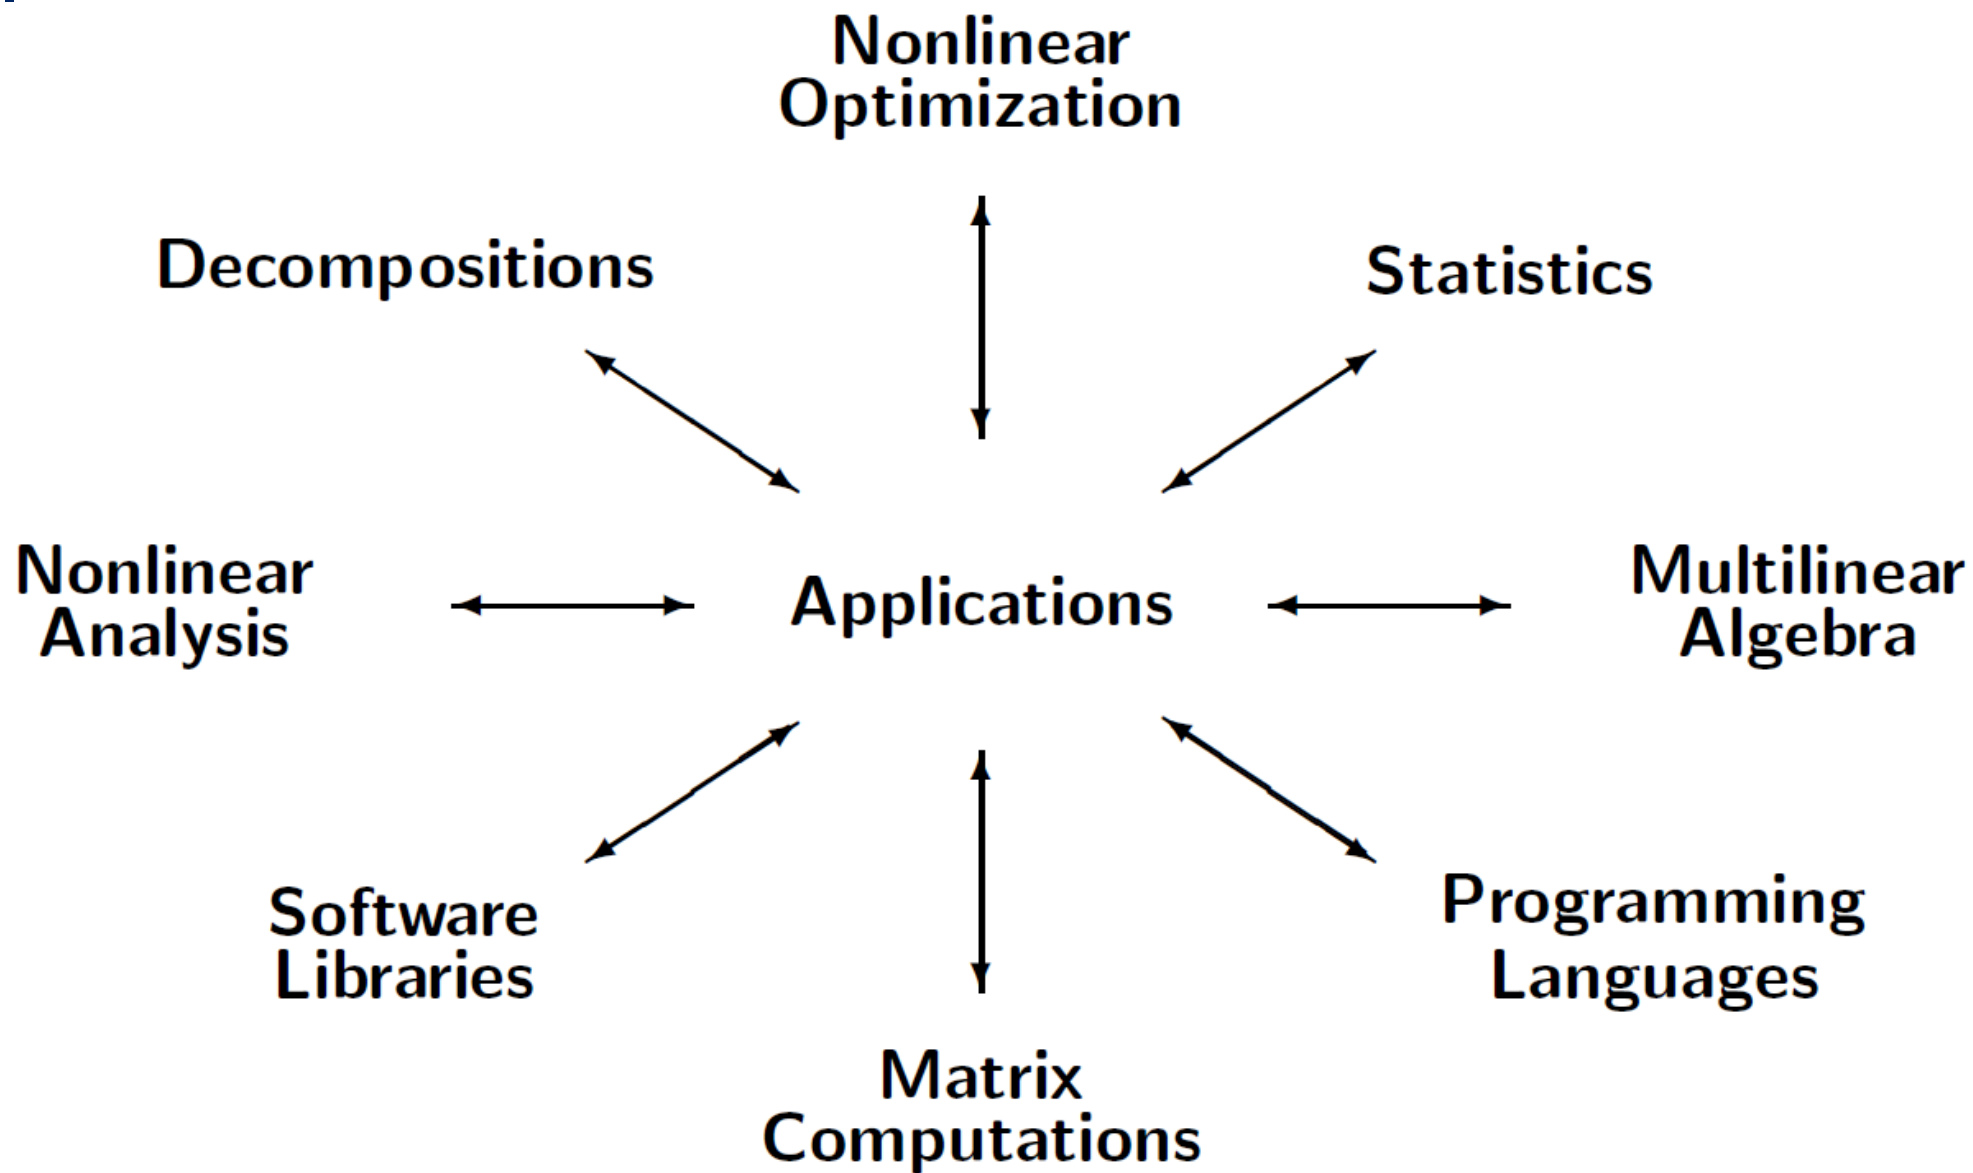 Nonlinear
Optimization
Decompositions
Statistics
Nonlinear
Analysis
Applications
Multilinear
Algebra
Software
Libraries
Programming
Languages
Matrix
Computations